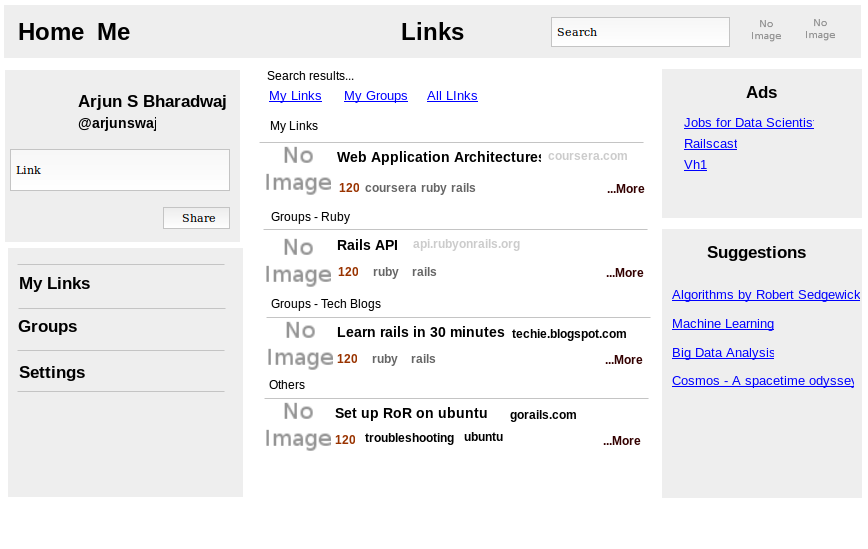 Home Me Links Search No Image No Image
Arjun S Bharadwaj
@arjunswaj
Link
Share
My Links
Groups
Settings
Search results...
My Links My Groups All LInks
My Links
No Image Web Application Architectures coursera.com
120 coursera ruby rails ...More
Groups - Ruby
No Image Rails API api.rubyonrails.org
120 ruby rails ...More
Groups - Tech Blogs
No Image Learn rails in 30 minutes techie.blogspot.com
120 ruby rails ...More
Others
No Image Set up RoR on ubuntu gorails.com
120 troubleshooting ubuntu ...More
Ads
Jobs for Data Scientist
Railscast
Vh1
Suggestions
Algorithms by Robert Sedgewick
Machine Learning
Big Data Analysis
Cosmos - A spacetime odyssey